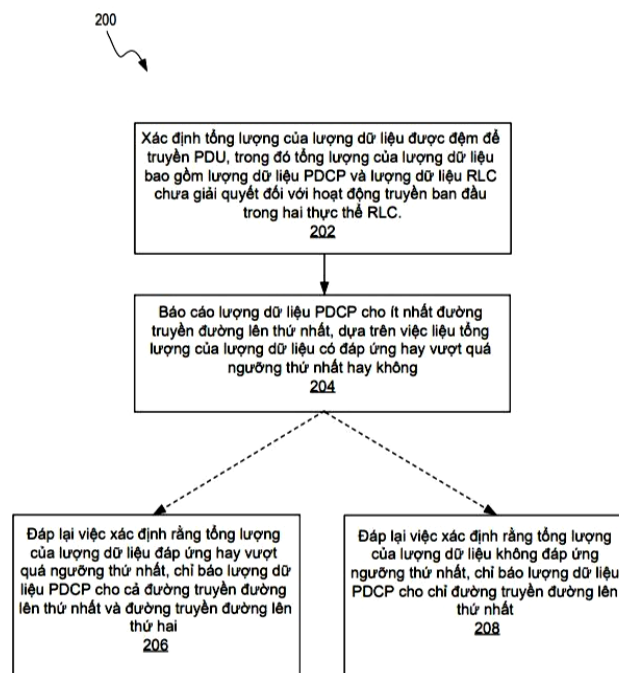 200
Xác định tổng lượng của lượng dữ liệu được đệm để
truyền PDU, trong đó tổng lượng của lượng dữ liệu
bao gồm lượng dữ liệu PDCP và lượng dữ liệu RLC
chưa giải quyết đối với hoạt động truyền ban đầu
trong hai thực thể RLC.
202
Báo cáo lượng dữ liệu PDCP cho ít nhất đường
truyền đường lên thứ nhất, dựa trên việc liệu tổng
lượng của lượng dữ liệu có đáp ứng hay vượt quá
ngưỡng thứ nhất hay không
204
Đáp lại việc xác định rằng tổng lượng
của lượng dữ liệu đáp ứng hay vượt
quá ngưỡng thứ nhất, chỉ báo lượng dữ
liệu PDCP cho cả đường truyền đường
lên thứ nhất và đường truyền đường lên
thứ hai
206
Đáp lại việc xác định rằng tổng lượng
của lượng dữ liệu không đáp ứng
ngưỡng thứ nhất, chỉ báo lượng dữ liệu
PDCP cho chỉ đường truyền đường lên
thứ nhất
208